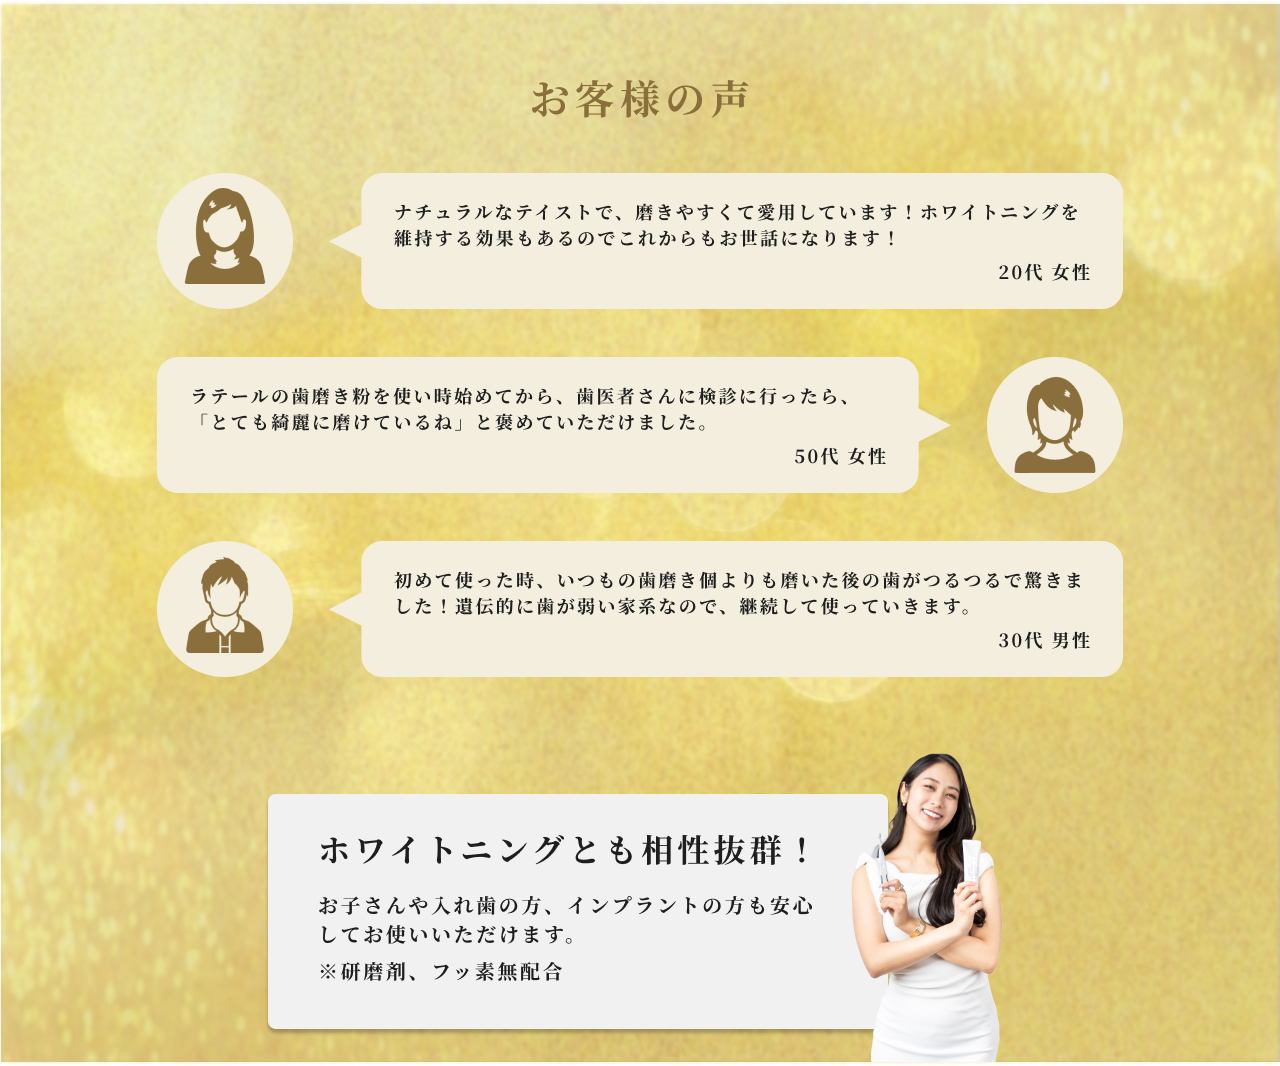 お客様の声
ナチュラルなテイストで、磨きやすくて愛用しています！ホワイトニングを
維持する効果もあるのでこれからもお世話になります！
20代 女性
ラテールの歯磨き粉を使い時始めてから、歯医者さんに検診に行ったら、
「とても綺麗に磨けているね」と褒めていただけました。
50代 女性
初めて使った時、いつもの歯磨き個よりも磨いた後の歯がつるつるで驚きま
した！遺伝的に歯が弱い家系なので、継続して使っていきます。
30代 男性
ホワイトニングとも相性抜群！
お子さんや入れ歯の方、インプラントの方も安心
してお使いいただけます。
※研磨剤、フッ素無配合